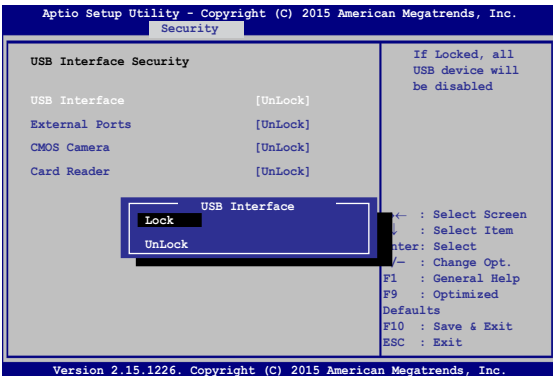 Aptio Setup Utility - Copyright (C) 2015 American Megatrends, Inc.
Security
USB Interface Security
USB Interface [UnLock]
External Ports [UnLock]
CMOS Camera [UnLock]
Card Reader [UnLock]
USB Interface
Lock
UnLock
If Locked, all
USB device will
be disabled
← : Select Screen
↓ : Select Item
nter: Select
/— : Change Opt.
F1 : General Help
F9 : Optimized
Defaults
F10 : Save & Exit
ESC : Exit
Version 2.15.1226. Copyright (C) 2015 American Megatrends, Inc.